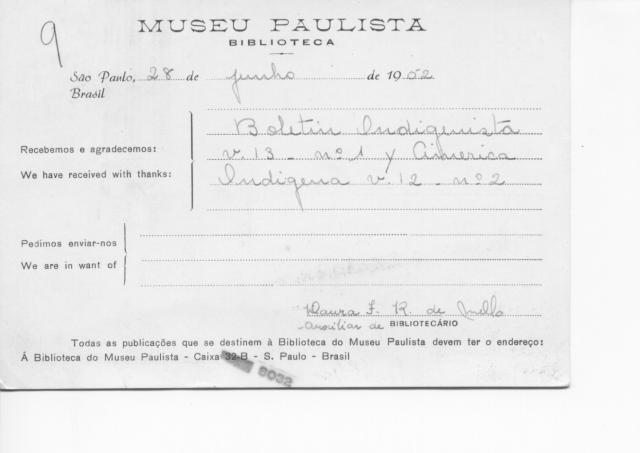 9
MUSEU PAULISTA
BIBLIOTECA
São Paulo, 28 de junho de 1952
Brasil
Recebemos e agradecemos:
We have received with thanks:
Boletin Indigenista
v. 13 - nº 1 y America
Indigena v. 12 - nº 2
Pedimos enviar-nos
We are in want of
F. R. de Mello
Auxiliar de BIBLIOTECÁRIO
Todas as publicações que se destinem à Biblioteca do Museu Paulista devem ter o endereço:
Á Biblioteca do Museu Paulista - Caixa 32-B - S. Paulo - Brasil
8032